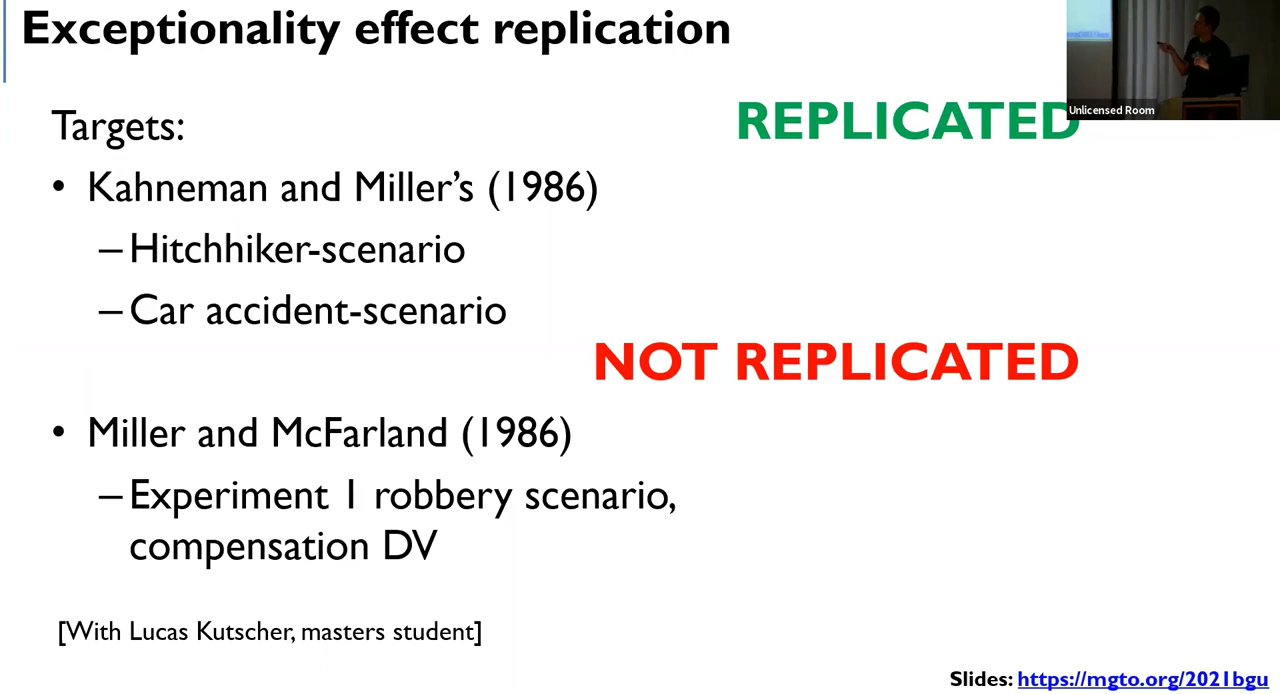 Exceptionality effect replication
Targets:
REPLICATED
Unlicensed Room
• Kahneman and Miller's (1986)
– Hitchhiker-scenario
– Car accident-scenario
NOT REPLICATED
• Miller and McFarland (1986)
– Experiment 1 robbery scenario,
compensation DV
[With Lucas Kutscher, masters student]
Slides: https://mgto.org/2021bgu